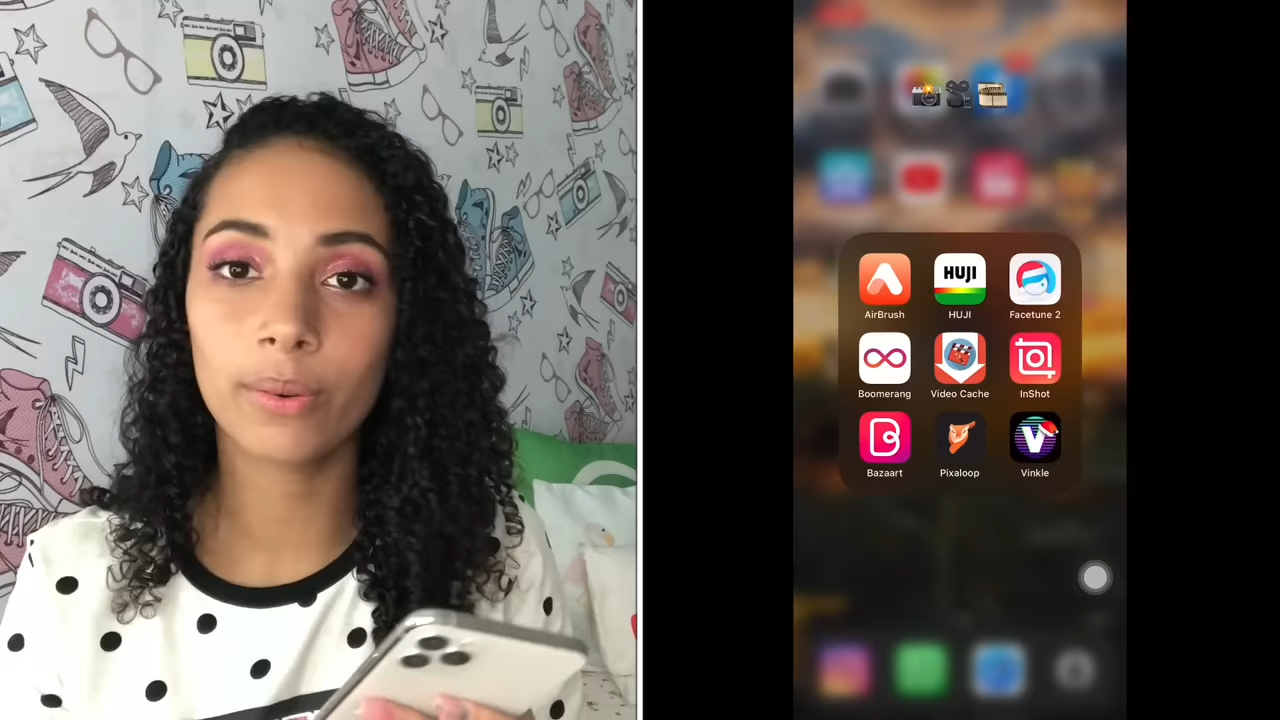 HUJI
AirBrush
HUJI
Facetune 2
Boomerang
Video Cache
InShot
Bazaart
Pixaloop
Vinkle